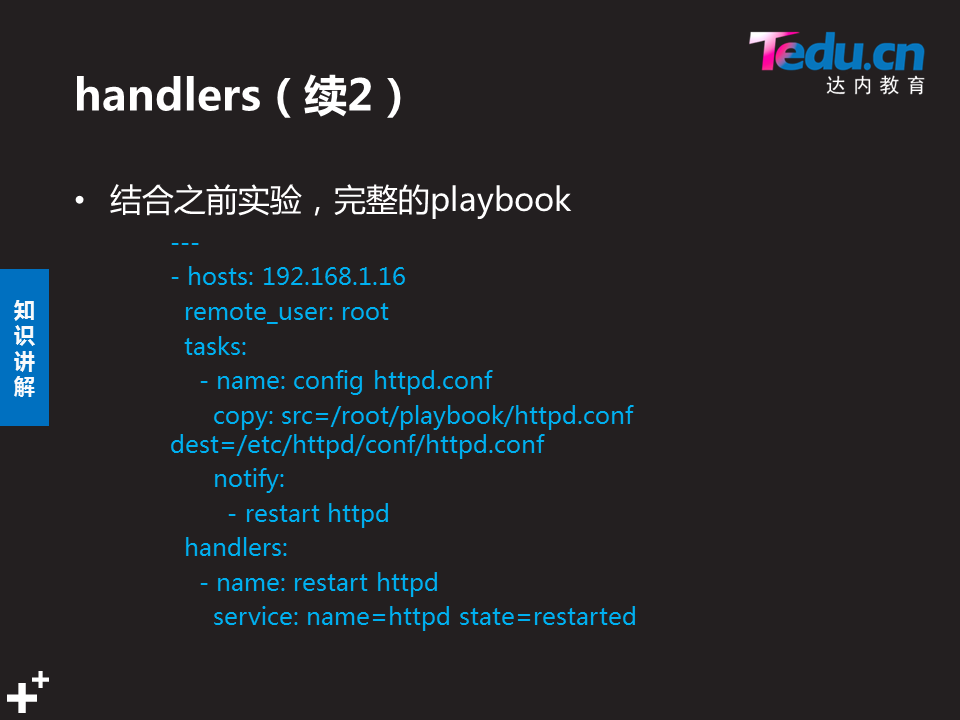 Tedu.cn
达内教育
handlers（续2）
• 结合之前实验，完整的playbook
---
- hosts: 192.168.1.16
remote_user: root
tasks:
- name: config httpd.conf
copy: src=/root/playbook/httpd.conf
dest=/etc/httpd/conf/httpd.conf
notify:
- restart httpd
handlers:
- name: restart httpd
service: name=httpd state=restarted
知
识
讲
解